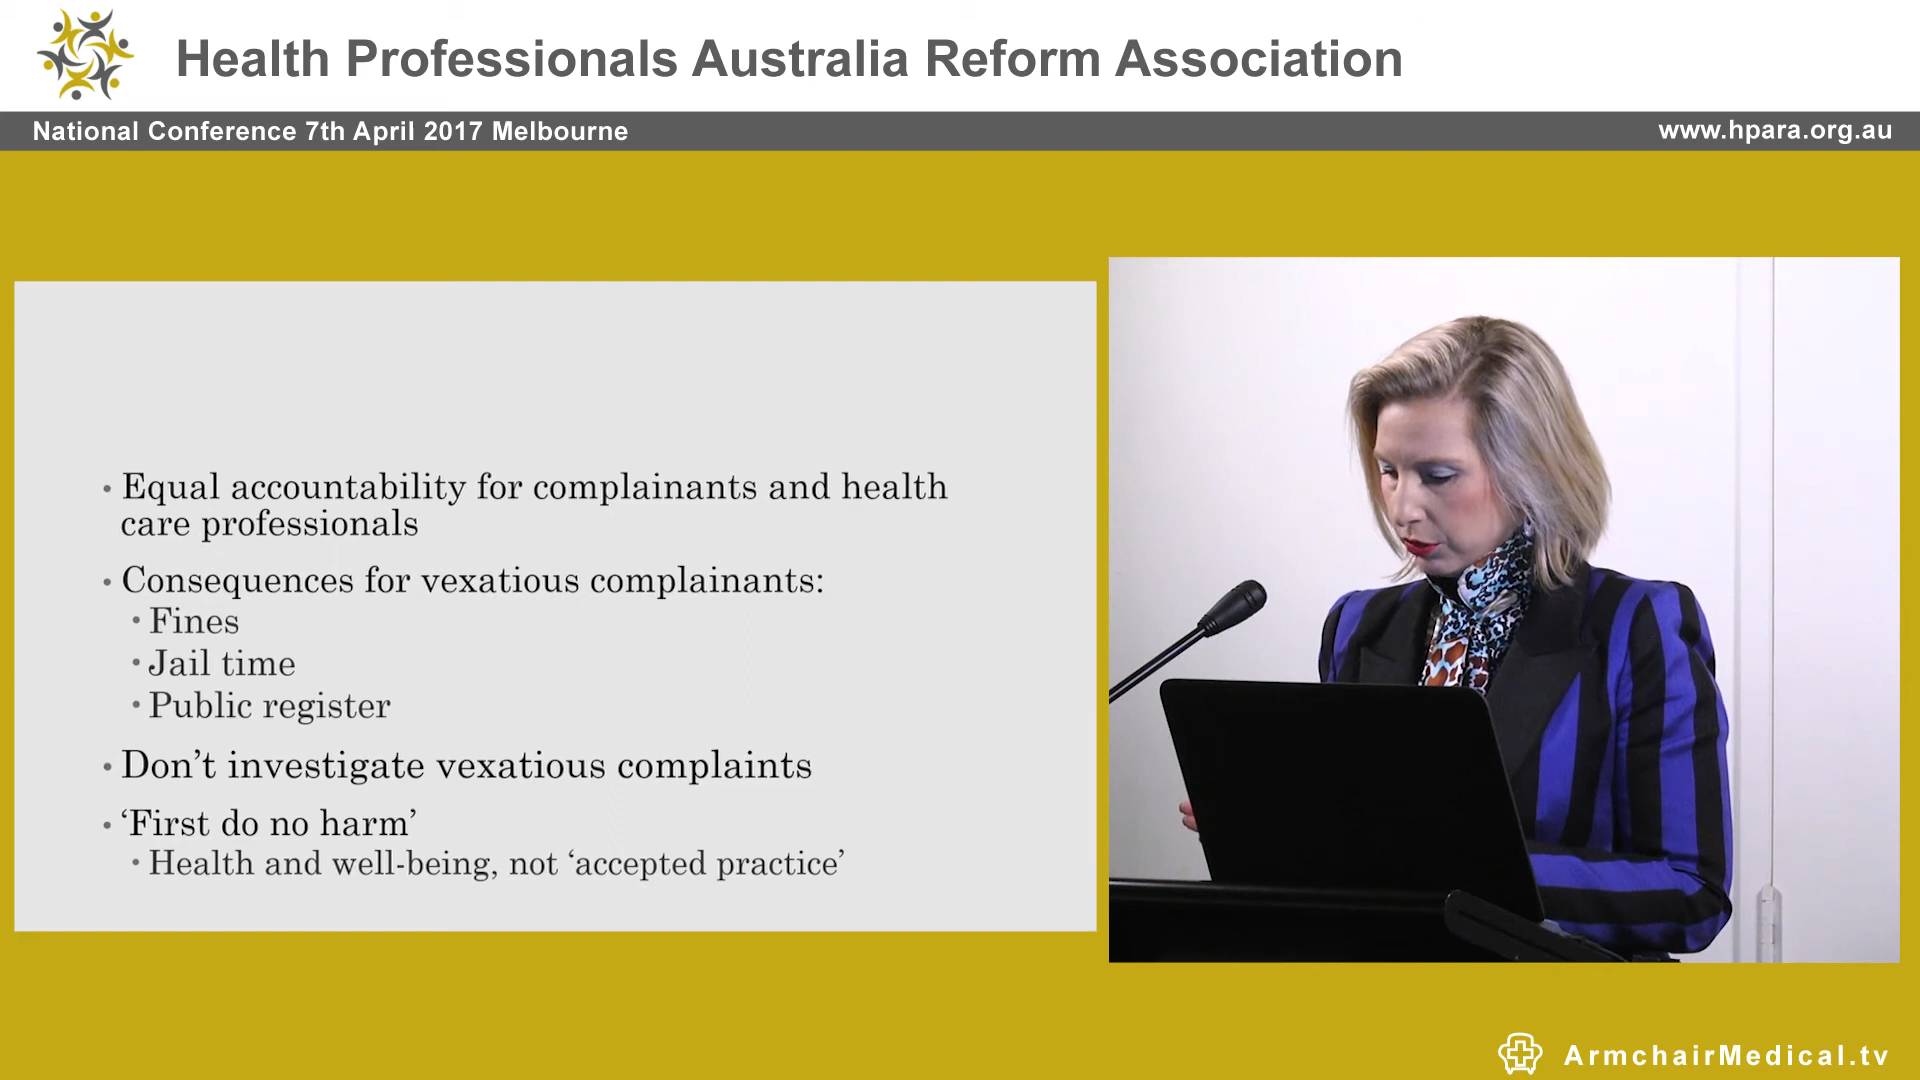 Health Professionals Australia Reform Association
National Conference 7th April 2017 Melbourne
www.hpara.org.au
• Equal accountability for complainants and health
care professionals
• Consequences for vexatious complainants:
• Fines
• Jail time
• Public register
• Don’t investigate vexatious complaints
• ‘First do no harm’
• Health and well-being, not ‘accepted practice’
ArmchairMedical.tv